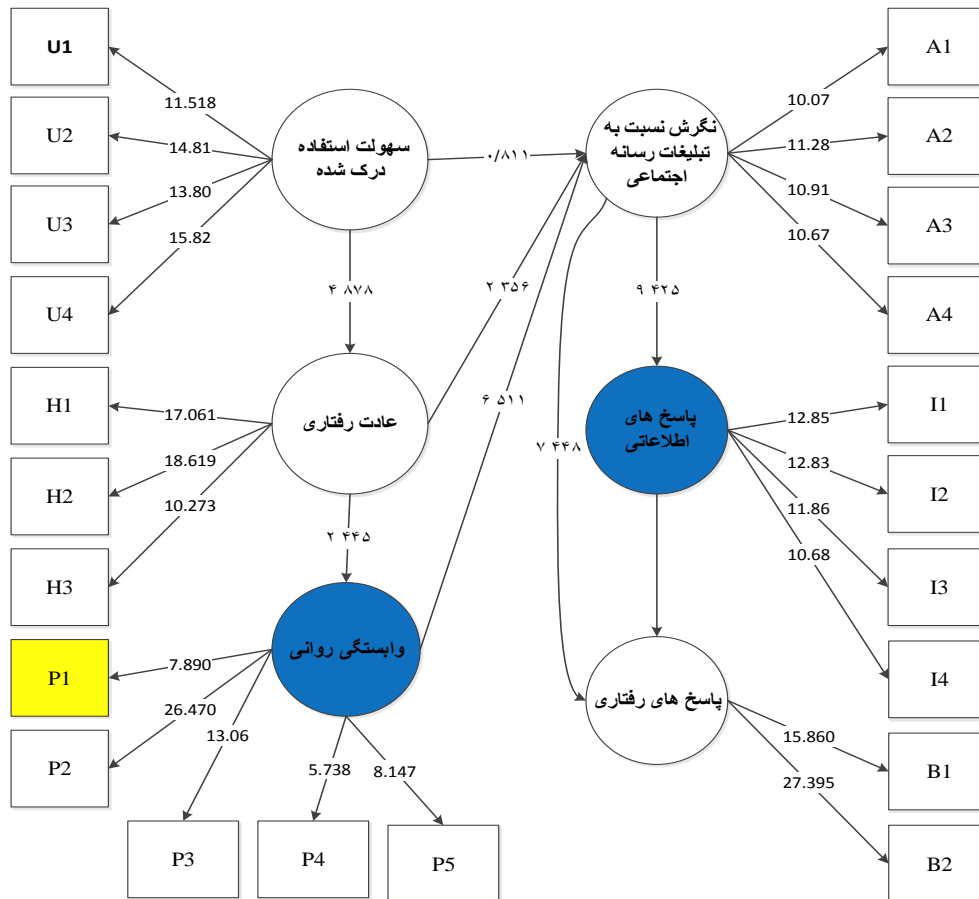 U1
U2
U3
U4
H1
H2
H3
P1
P2
P3
P4
P5
11.518
14.81
13.80
15.82
17.061
18.619
10.273
7.890
26.470
13.06
5.738
8.147
سهولت استفاده
درک شده
۰/۸۱۱
۴ ۸۷۸
عادت رفتاری
۲ ۳۵۶
۲ ۴۴۵
وابستگی روانی
۶ ۵۱۱
نگرش نسبت به
تبلیغات رسانه
اجتماعی
۹ ۴۲۵
۷ ۴۴۸
پاسخ های
اطلاعاتی
پاسخ های رفتاری
10.07
11.28
10.91
10.67
12.85
12.83
11.86
10.68
15.860
27.395
A1
A2
A3
A4
I1
I2
I3
I4
B1
B2